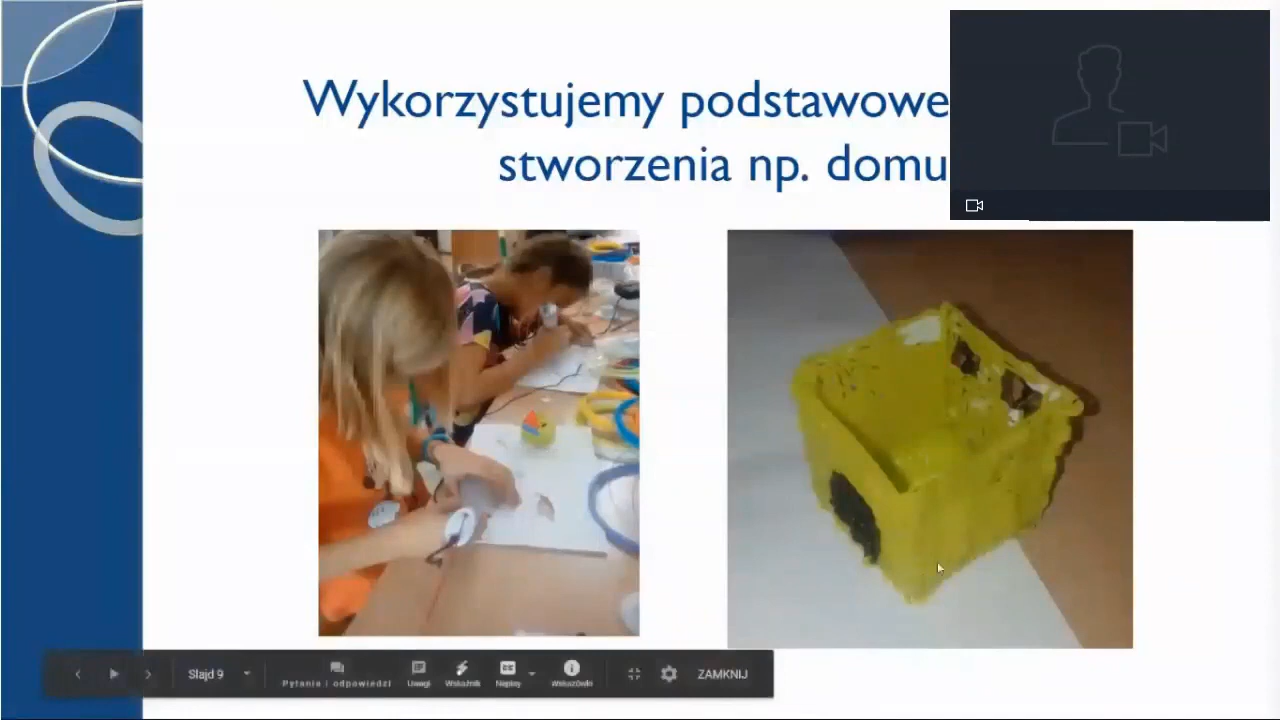 Wykorzystujemy podstawowe
stworzenia np. domu
Slajd 9
Pytania i odpowiedzi
Uwagi
Wskaźnik
Napisy
Wskazówki
ZAMKNIJ